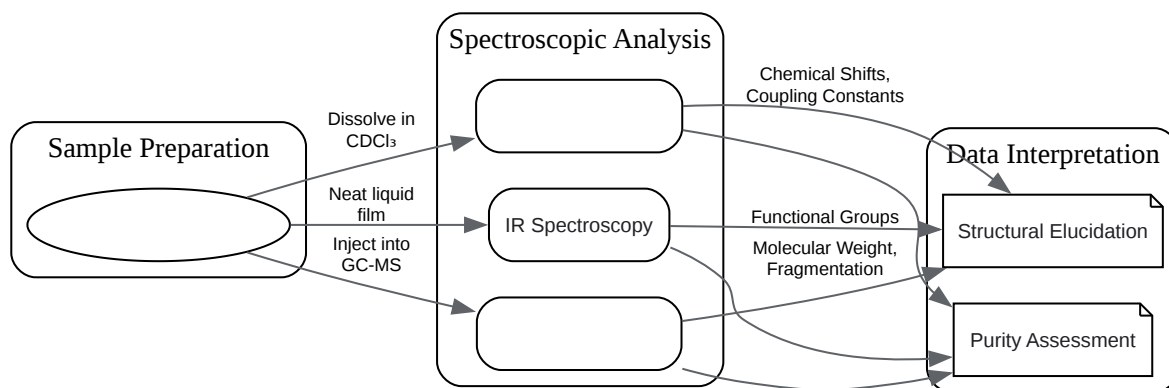 Spectroscopic Analysis
Chemical Shifts,
Coupling Constants
Dissolve in
CDCl₃
Sample Preparation
Data Interpretation
Neat liquid
film
IR Spectroscopy
Functional Groups
Structural Elucidation
Inject into
GC-MS
Molecular Weight,
Fragmentation
Purity Assessment